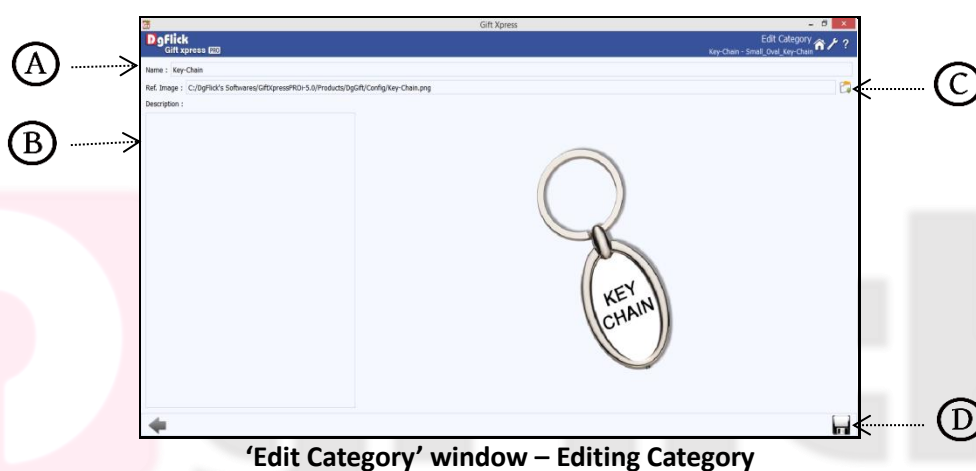 Gift Xpress
DgFlick
Gift xpress PRO
Edit Category
Key-Chain - Small_Oval_Key-Chain
?
A
Name : Key-Chain
Ref. Image : C:/DgFlick's Softwares/GiftXpressPROi-5.0/Products/DgGift/Config/Key-Chain.png
C
Description :
B
KEY
CHAIN
D
‘Edit Category’ window – Editing Category